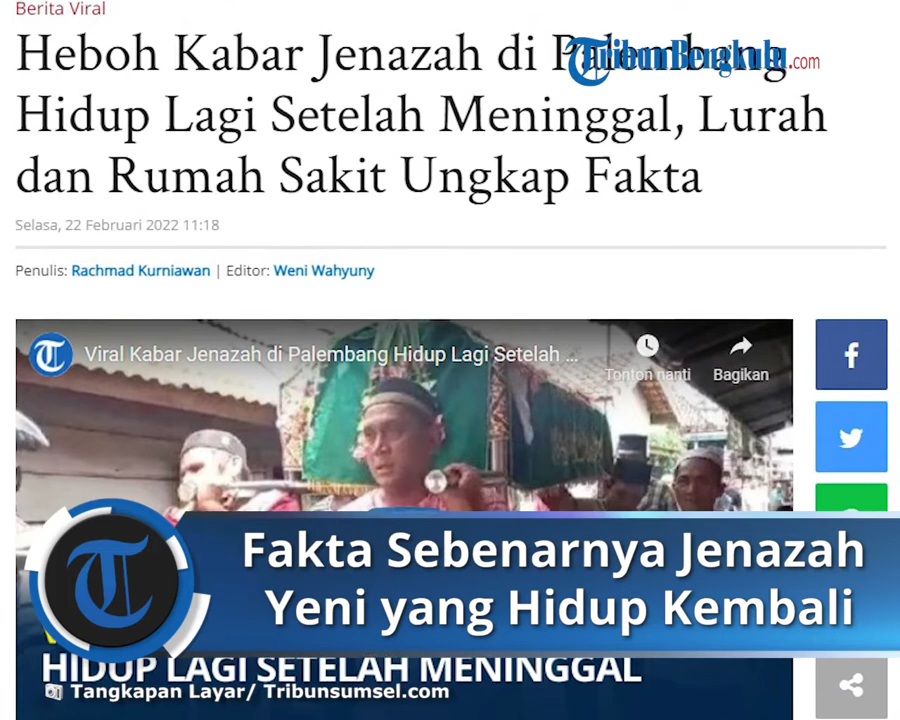 Berita Viral
TribunBengkulu.com
Heboh Kabar Jenazah di Palembang
Hidup Lagi Setelah Meninggal, Lurah
dan Rumah Sakit Ungkap Fakta
Selasa, 22 Februari 2022 11:18
Penulis: Rachmad Kurniawan | Editor: Weni Wahyuny
Viral Kabar Jenazah di Palembang Hidup Lagi Setelah ...
Tonton nanti
Bagikan
Fakta Sebenarnya Jenazah
Yeni yang Hidup Kembali
HIDUP LAGI SETELAH MENINGGAL
Tangkapan Layar/ Tribunsumsel.com